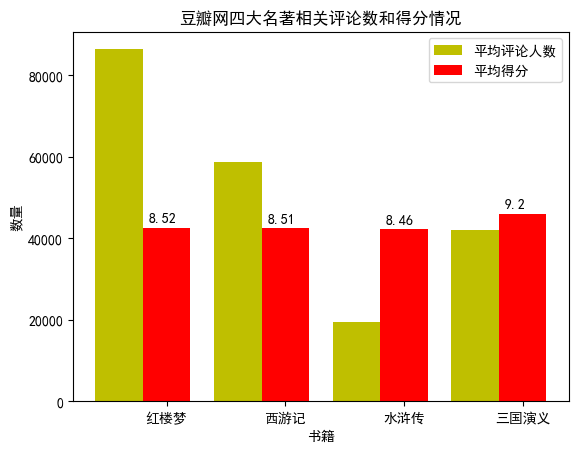 豆瓣网四大名著相关评论数和得分情况
平均评论人数
平均得分
80000
60000
40000
20000
0
数量
8.52
8.51
8.46
9.2
红楼梦
西游记
水浒传
三国演义
书籍